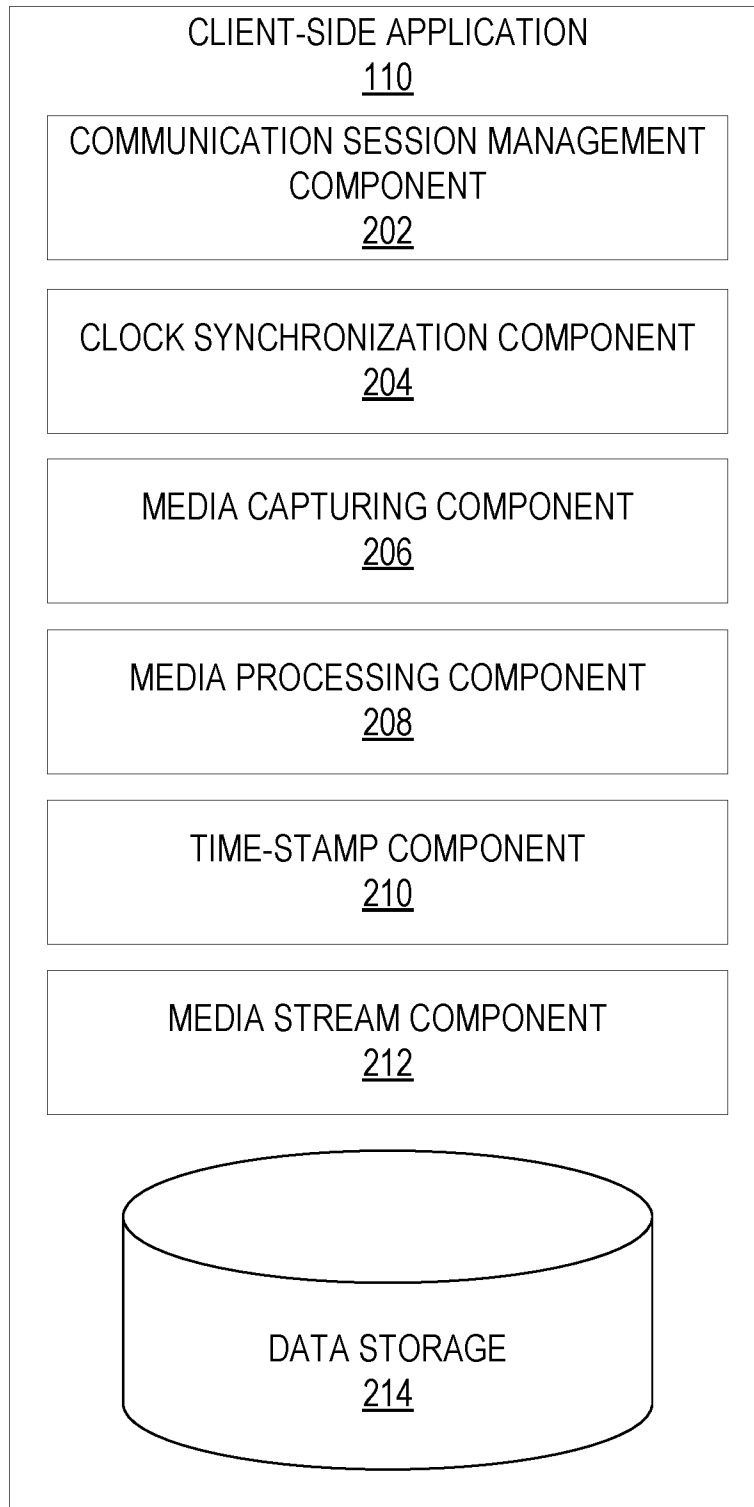 CLIENT-SIDE APPLICATION
110
COMMUNICATION SESSION MANAGEMENT
COMPONENT
202
CLOCK SYNCHRONIZATION COMPONENT
204
MEDIA CAPTURING COMPONENT
206
MEDIA PROCESSING COMPONENT
208
TIME-STAMP COMPONENT
210
MEDIA STREAM COMPONENT
212
DATA STORAGE
214